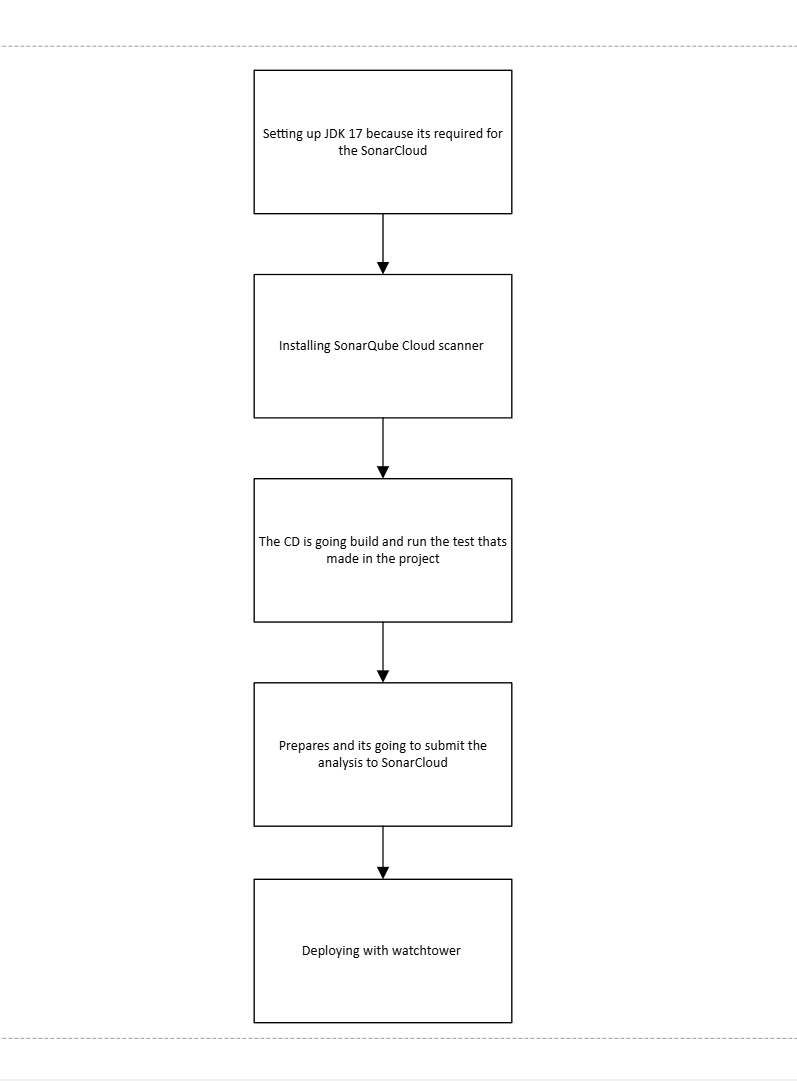 Setting up JDK 17 because its required for
the SonarCloud
Installing SonarQube Cloud scanner
The CD is going build and run the test thats
made in the project
Prepares and its going to submit the
analysis to SonarCloud
Deploying with watchtower